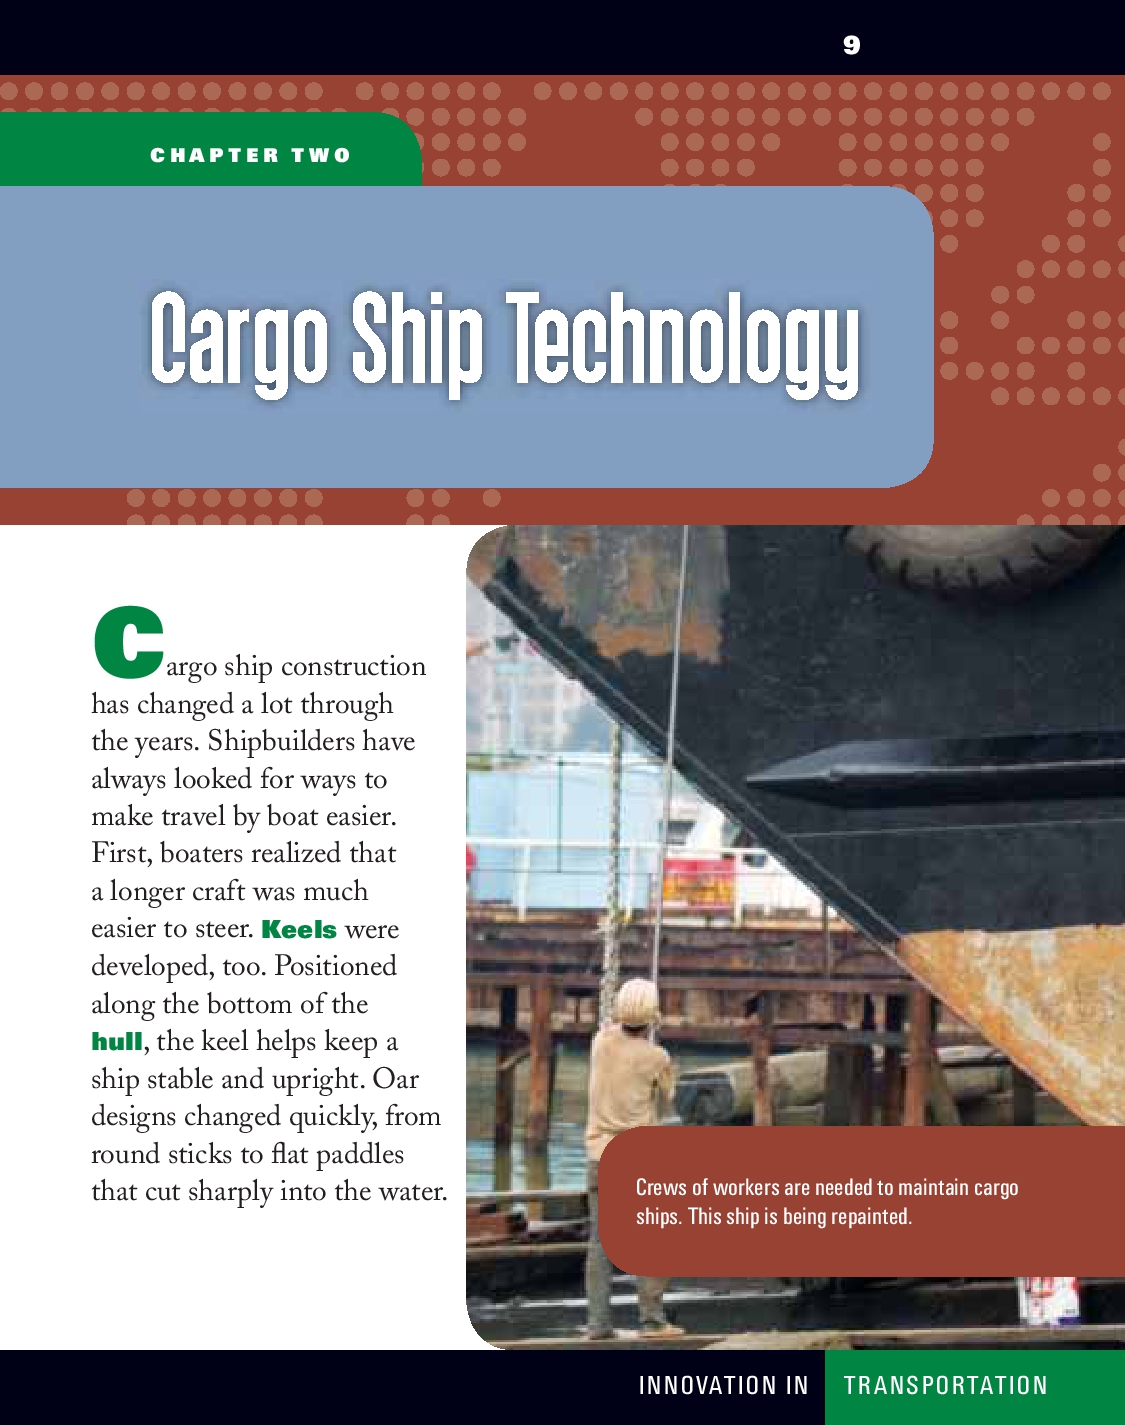 9
CHAPTER TWO
Cargo Ship Technology
Cargo ship construction
has changed a lot through
the years. Shipbuilders have
always looked for ways to
make travel by boat easier.
First, boaters realized that
a longer craft was much
easier to steer. Keels were
developed, too. Positioned
along the bottom of the
hull, the keel helps keep a
ship stable and upright. Oar
designs changed quickly, from
round sticks to flat paddles
that cut sharply into the water.
Crews of workers are needed to maintain cargo
ships. This ship is being repainted.
INNOVATION IN TRANSPORTATION